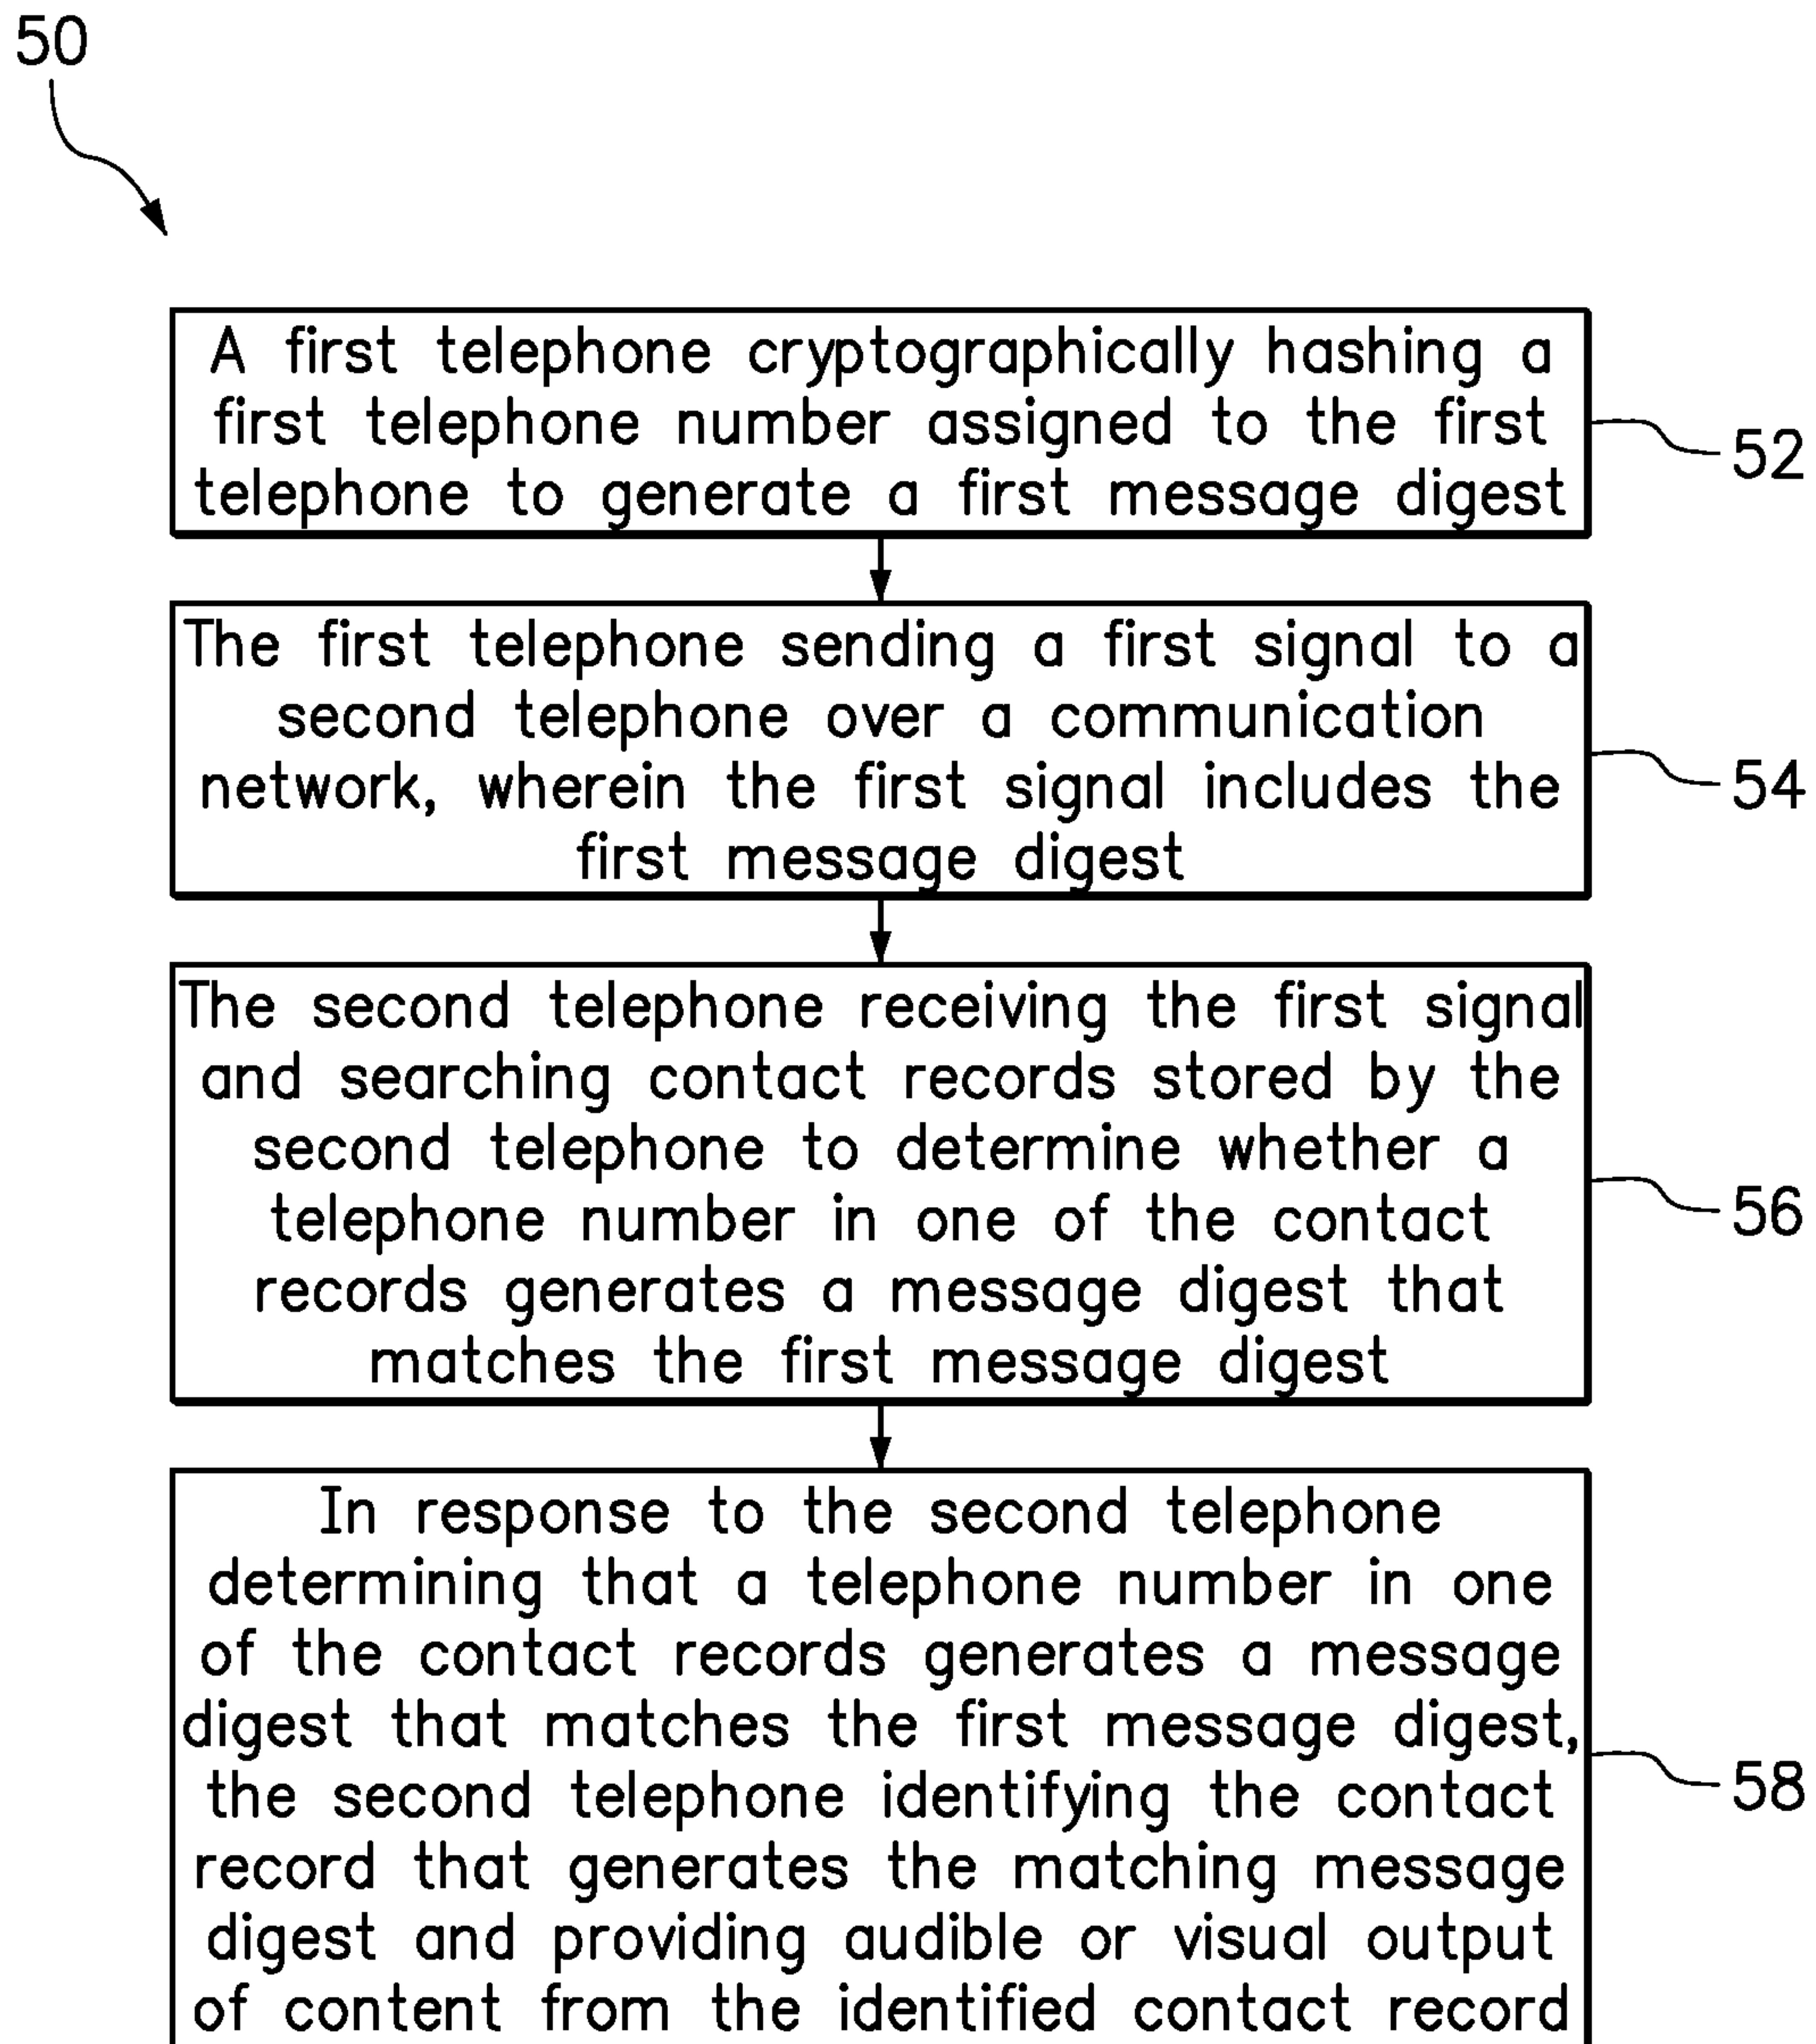 50
A first telephone cryptographically hashing a
first telephone number assigned to the first
telephone to generate a first message digest
52
The first telephone sending a first signal to a
second telephone over a communication
network, wherein the first signal includes the
first message digest
54
The second telephone receiving the first signal
and searching contact records stored by the
second telephone to determine whether a
telephone number in one of the contact
records generates a message digest that
matches the first message digest
56
In response to the second telephone
determining that a telephone number in one
of the contact records generates a message
digest that matches the first message digest,
the second telephone identifying the contact
record that generates the matching message
digest and providing audible or visual output
of content from the identified contact record
58